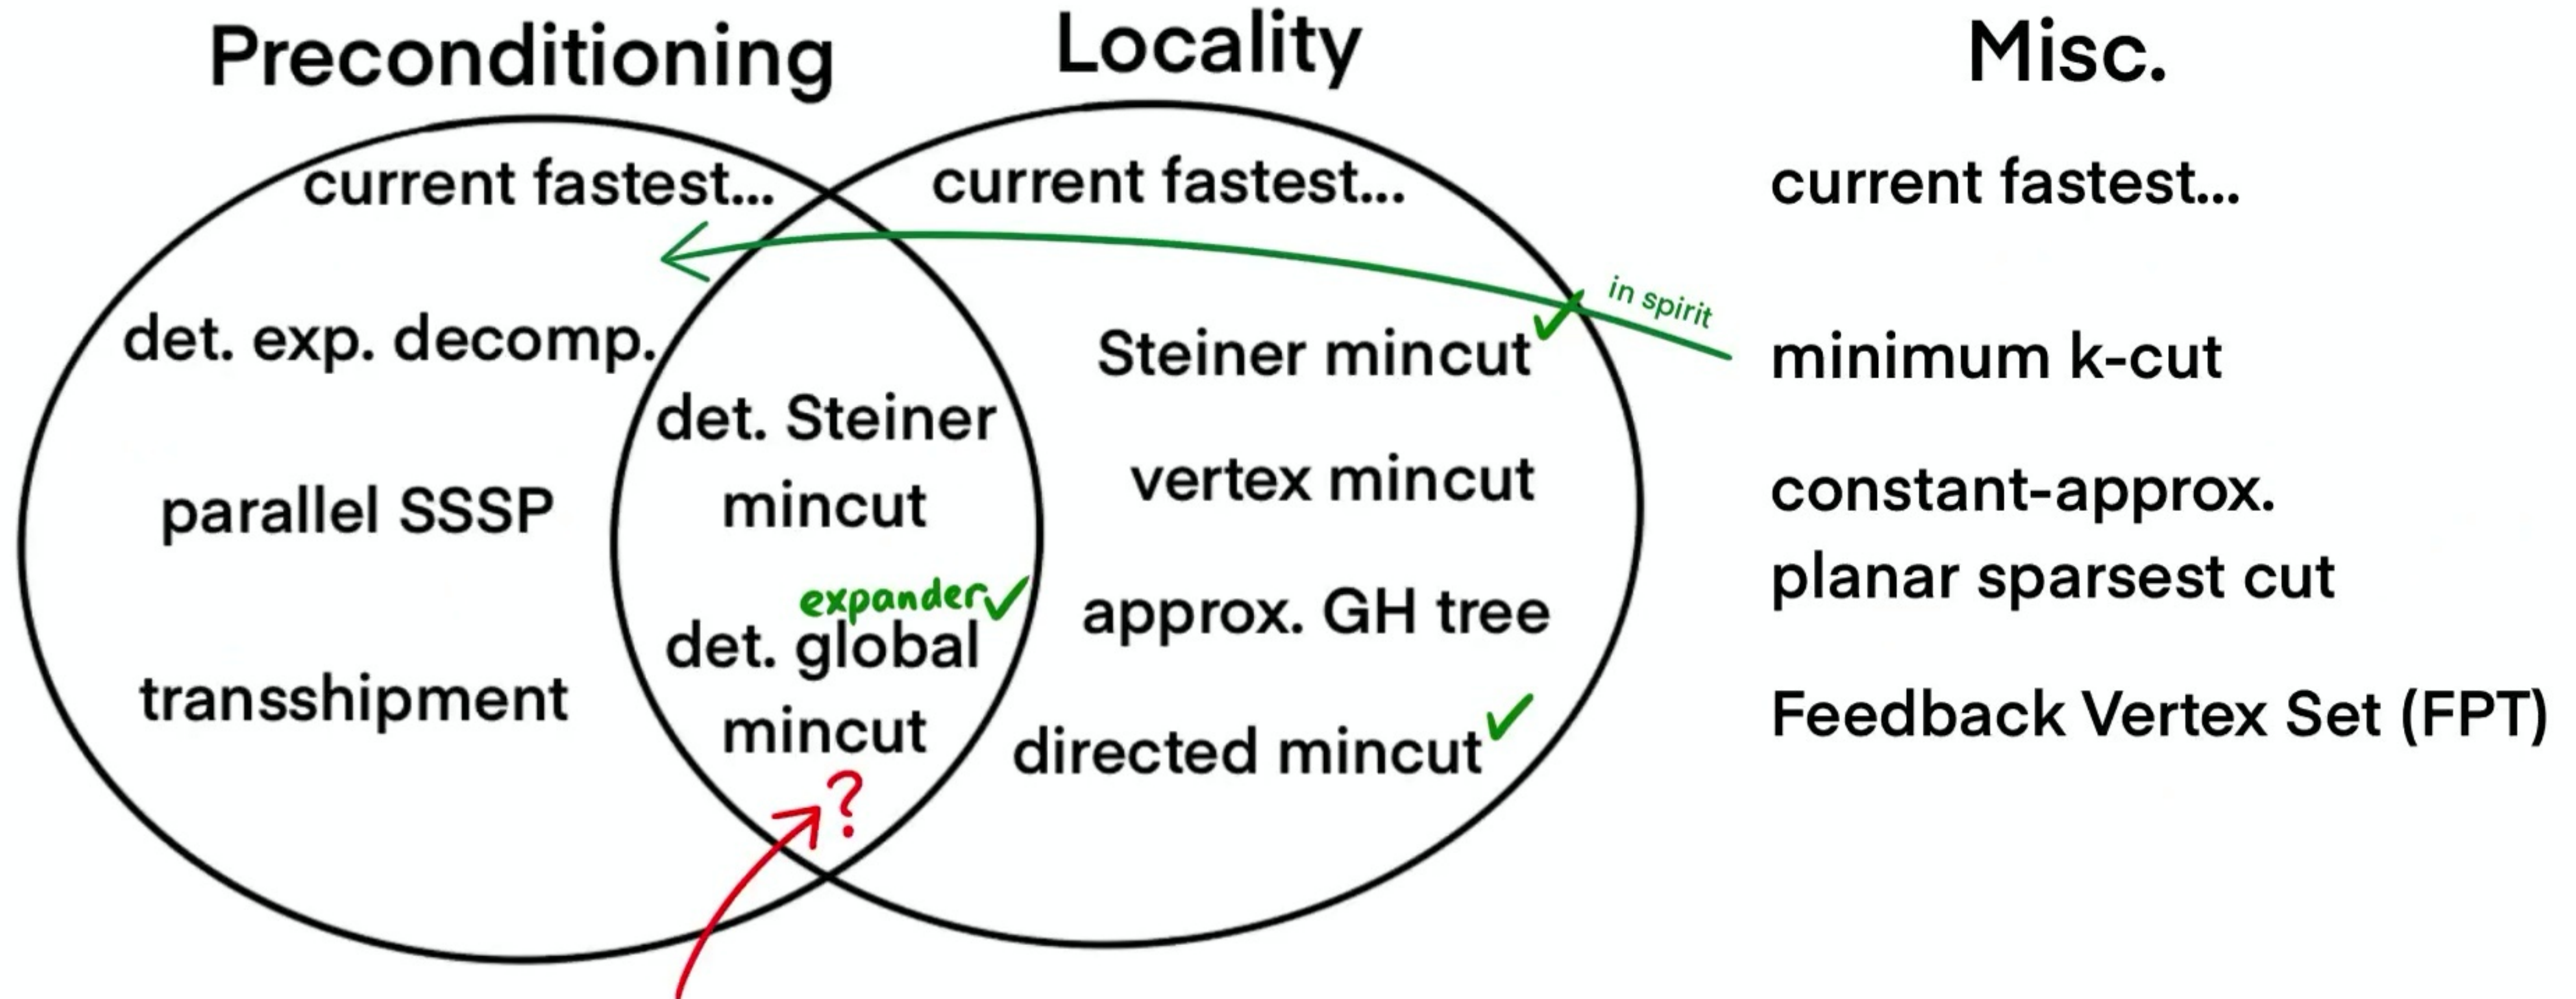 Preconditioning
current fastest...
det. exp. decomp.
parallel SSSP
transshipment
det. Steiner
mincut
expander✓
det. global
mincut
?
Locality
current fastest...
Steiner mincut✓
vertex mincut
approx. GH tree
directed mincut✓
Misc.
current fastest...
in spirit
minimum k-cut
constant-approx.
planar sparsest cut
Feedback Vertex Set (FPT)